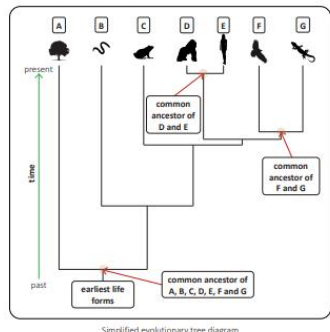 A B C D E F G
present
common
ancestor
of D and E
time
common
ancestor of
F and G
past
common ancestor of
A, B, C, D, E, F and G
earliest life
forms
Simplified evolutionary tree diagram